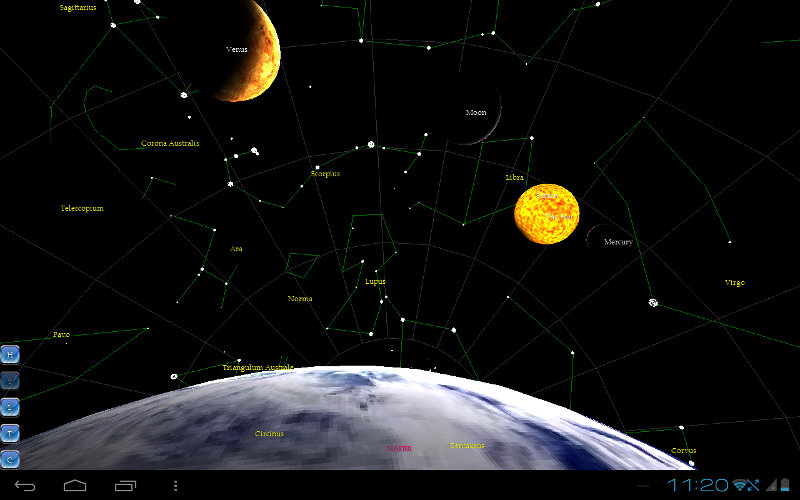 Sagittarius
Venus
Moon
Corona Australis
Scorpius
Libra
Telescopium
Ara
Mercury
Lupus
Virgo
Norma
Pavo
H
T
C
Triangulum Australe
Circinus
NADIR
Centaurus
Corvus
11:20